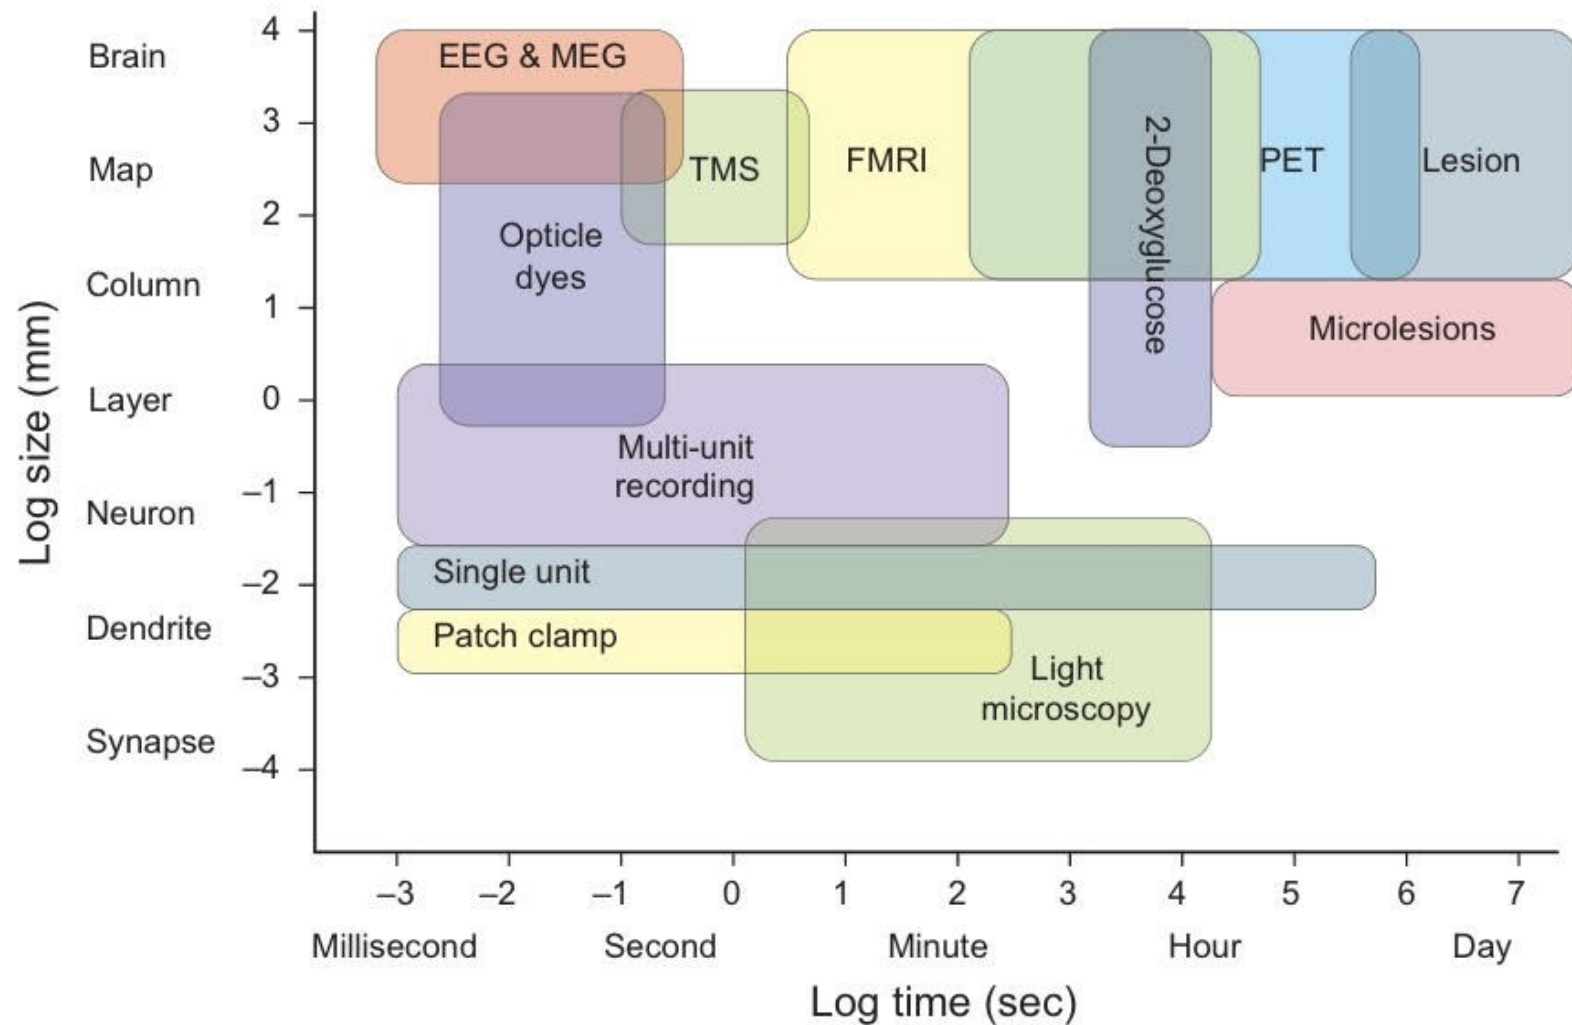 Log size (mm)
Brain
Map
Column
Layer
Neuron
Dendrite
Synapse
4
3
2
1
0
–1
–2
–3
–4
EEG & MEG
Opticle
dyes
TMS
FMRI
2-Deoxyglucose
PET
Lesion
Microlesions
Multi-unit
recording
Single unit
Patch clamp
Light
microscopy
–3 –2 –1 0 1 2 3 4 5 6 7
Millisecond Second Minute Hour Day
Log time (sec)